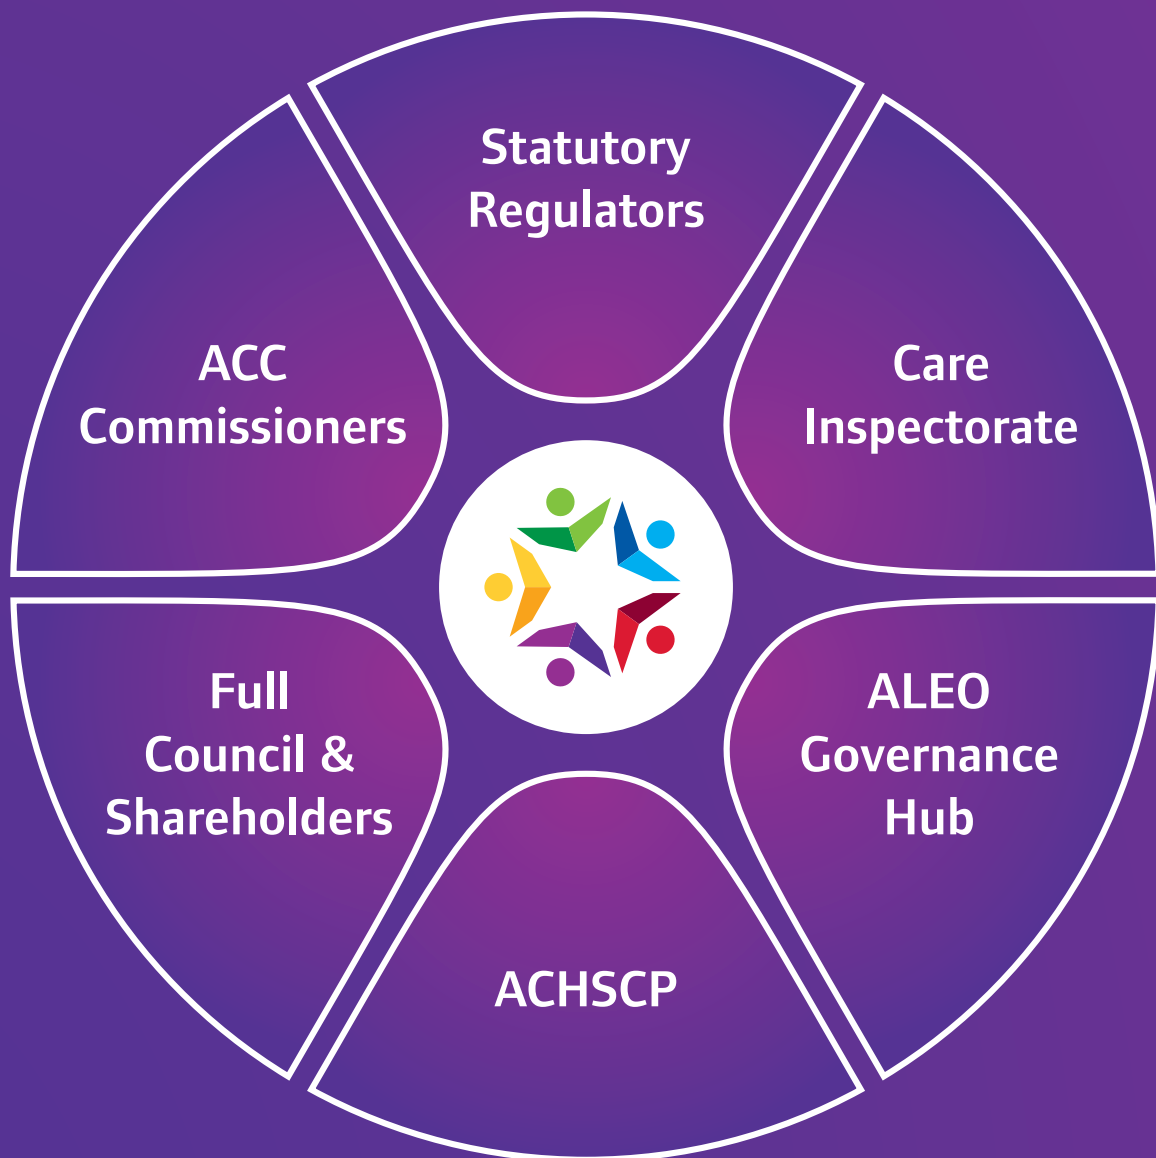 Statutory
Regulators
Care
Inspectorate
ALEO
Governance
Hub
ACHSCP
Full
Council &
Shareholders
ACC
Commissioners